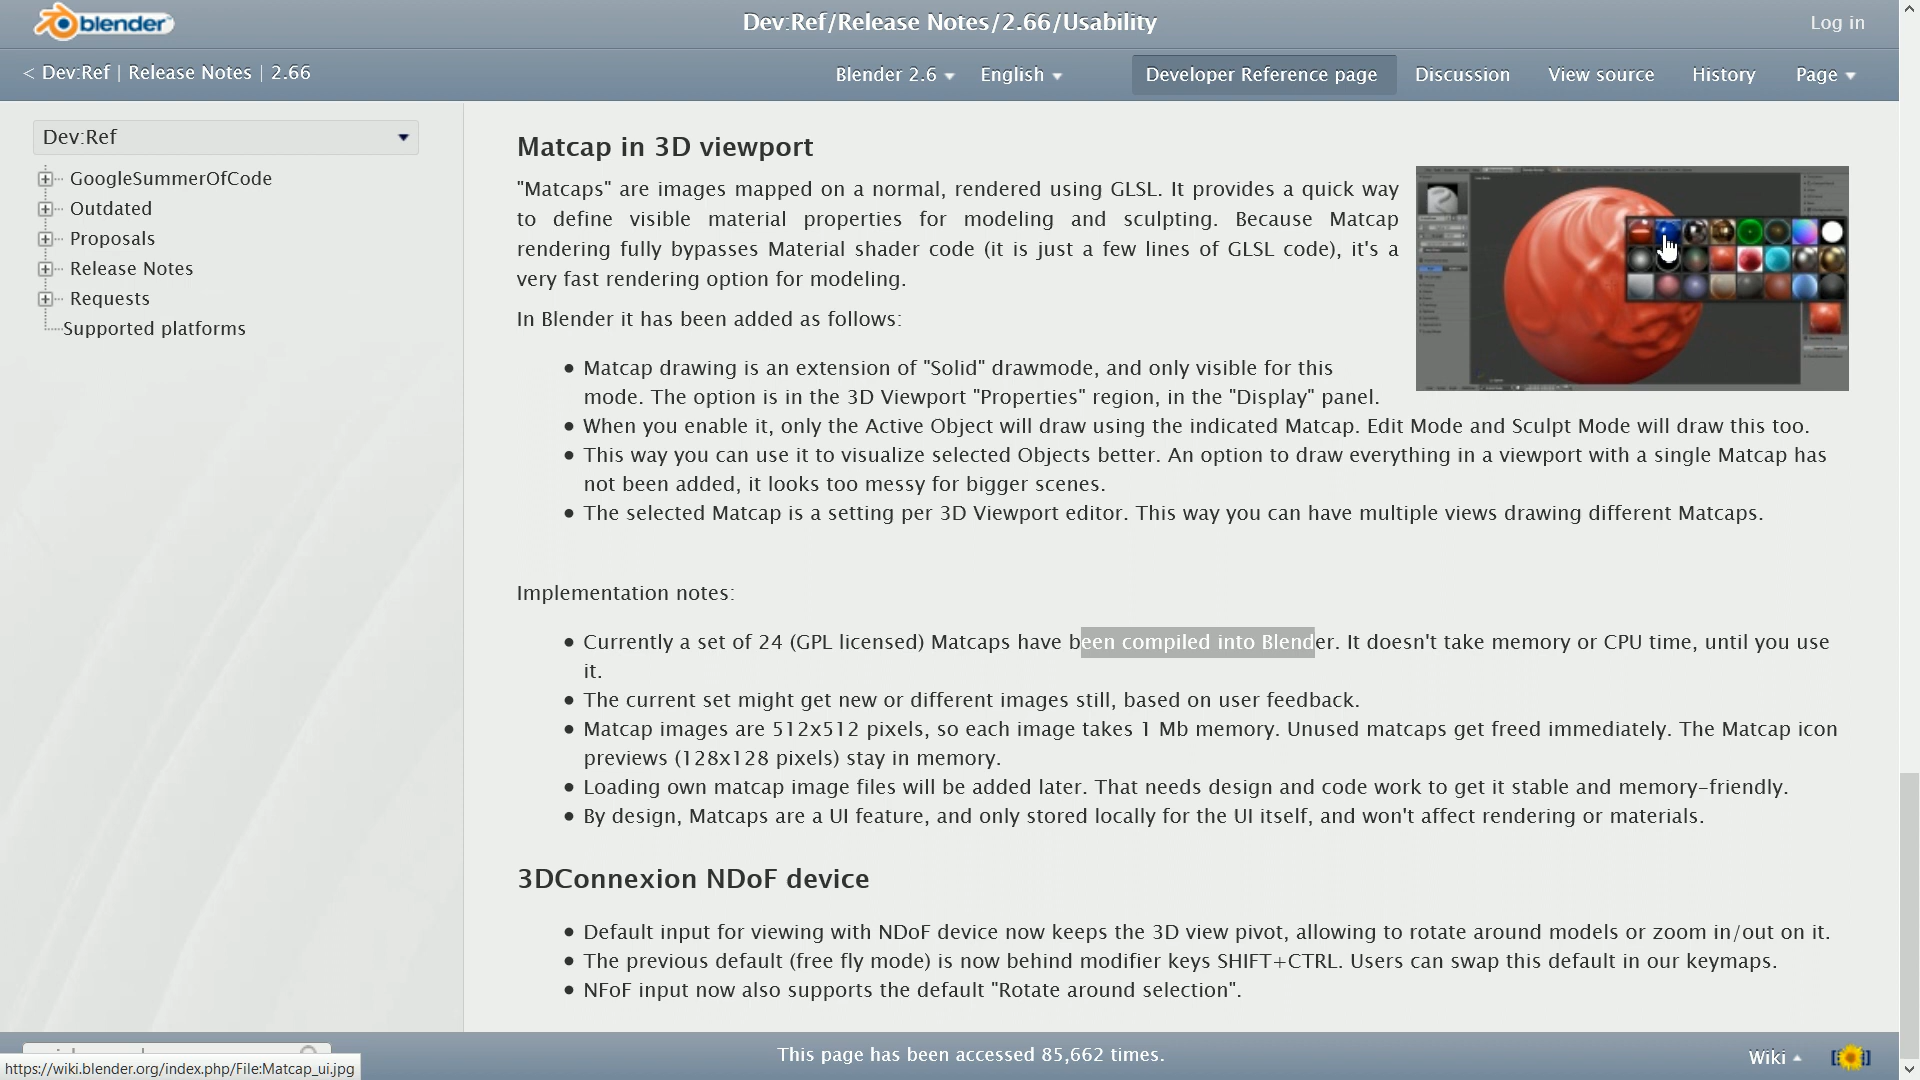 blender
Dev:Ref/Release Notes/2.66/Usability
Log in
< Dev:Ref | Release Notes | 2.66
Blender 2.6
English
Developer Reference page
Discussion
View source
History
Page
Dev:Ref
GoogleSummerOfCode
Outdated
Proposals
Release Notes
Requests
Supported platforms
Matcap in 3D viewport
"Matcaps" are images mapped on a normal, rendered using GLSL. It provides a quick way
to define visible material properties for modeling and sculpting. Because Matcap
rendering fully bypasses Material shader code (it is just a few lines of GLSL code), it's a
very fast rendering option for modeling.
In Blender it has been added as follows:
• Matcap drawing is an extension of "Solid" drawmode, and only visible for this
mode. The option is in the 3D Viewport "Properties" region, in the "Display" panel.
• When you enable it, only the Active Object will draw using the indicated Matcap. Edit Mode and Sculpt Mode will draw this too.
• This way you can use it to visualize selected Objects better. An option to draw everything in a viewport with a single Matcap has
not been added, it looks too messy for bigger scenes.
• The selected Matcap is a setting per 3D Viewport editor. This way you can have multiple views drawing different Matcaps.
Implementation notes:
• Currently a set of 24 (GPL licensed) Matcaps have been compiled into Blender. It doesn't take memory or CPU time, until you use
it.
• The current set might get new or different images still, based on user feedback.
• Matcap images are 512x512 pixels, so each image takes 1 Mb memory. Unused matcaps get freed immediately. The Matcap icon
previews (128x128 pixels) stay in memory.
• Loading own matcap image files will be added later. That needs design and code work to get it stable and memory-friendly.
• By design, Matcaps are a UI feature, and only stored locally for the UI itself, and won't affect rendering or materials.
3DConnexion NDoF device
• Default input for viewing with NDoF device now keeps the 3D view pivot, allowing to rotate around models or zoom in/out on it.
• The previous default (free fly mode) is now behind modifier keys SHIFT+CTRL. Users can swap this default in our keymaps.
• NFoF input now also supports the default "Rotate around selection".
This page has been accessed 85,662 times.
Wiki
https://wiki.blender.org/index.php/File:Matcap_ui.jpg